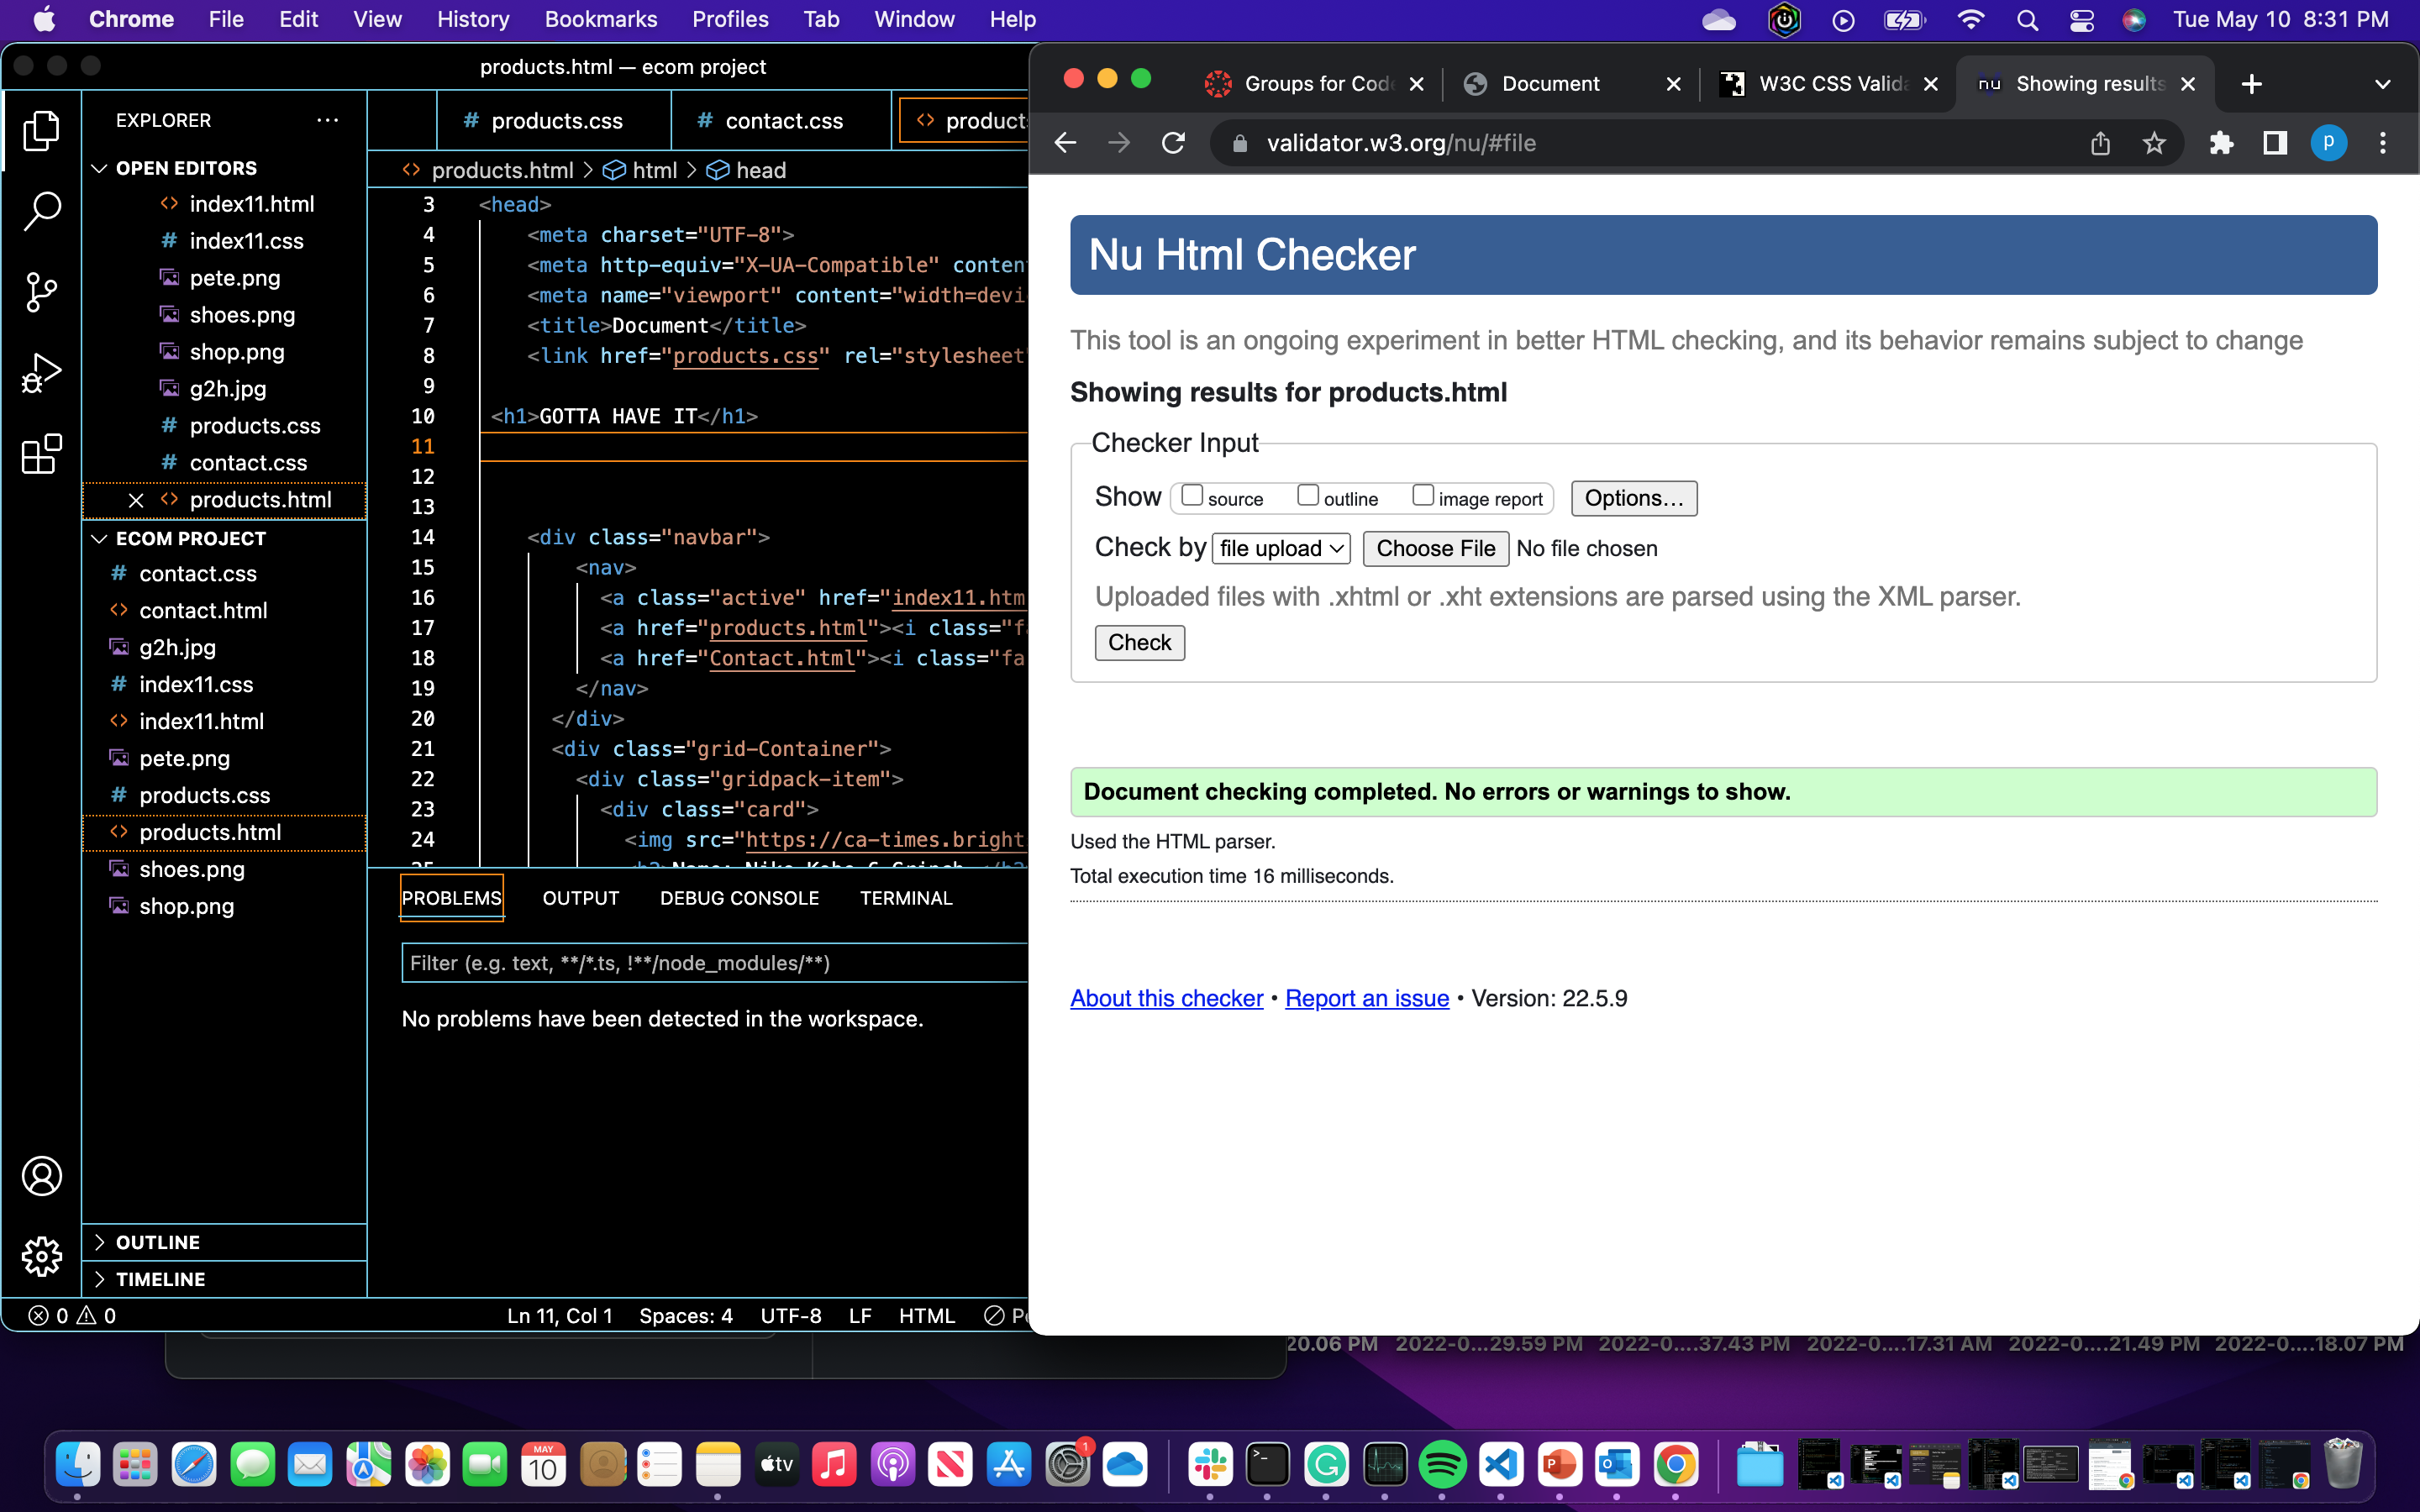 Chrome File Edit View History Bookmarks Profiles Tab Window Help Tue May 10 8:31 PM
products.html — ecom project
EXPLORER
OPEN EDITORS
index11.html
index11.css
pete.png
shoes.png
shop.png
g2h.jpg
products.css
contact.css
products.html
ECOM PROJECT
contact.css
contact.html
g2h.jpg
index11.css
index11.html
pete.png
products.css
products.html
shoes.png
shop.png
OUTLINE
TIMELINE
# products.css # contact.css <> product
<> products.html > html > head
3 <head>
4 <meta charset="UTF-8">
5 <meta http-equiv="X-UA-Compatible" conten
6 <meta name="viewport" content="width=devi
7 <title>Document</title>
8 <link href="products.css" rel="stylesheet"
9
10 <h1>GOTTA HAVE IT</h1>
11
12
13
14 <div class="navbar">
15 <nav>
16 <a class="active" href="index11.htm
17 <a href="products.html"><i class="f
18 <a href="Contact.html"><i class="fa
19 </nav>
20 </div>
21 <div class="grid-Container">
22 <div class="gridpack-item">
23 <div class="card">
24 <img src="https://ca-times.bright
PROBLEMS OUTPUT DEBUG CONSOLE TERMINAL
Filter (e.g. text, **/*.ts, !**/node_modules/**)
No problems have been detected in the workspace.
0 0 Ln 11, Col 1 Spaces: 4 UTF-8 LF HTML
Groups for Code Document W3C CSS Valida nu Showing results
validator.w3.org/nu/#file
p
Nu Html Checker
This tool is an ongoing experiment in better HTML checking, and its behavior remains subject to change
Showing results for products.html
Checker Input
Show source outline image report Options...
Check by file upload Choose File No file chosen
Uploaded files with .xhtml or .xht extensions are parsed using the XML parser.
Check
Document checking completed. No errors or warnings to show.
Used the HTML parser.
Total execution time 16 milliseconds.
About this checker • Report an issue • Version: 22.5.9
20.06 PM 2022-0...29.59 PM 2022-0....37.43 PM 2022-0....17.31 AM 2022-0....21.49 PM 2022-0....18.07 PM
MAY
10
tv
1